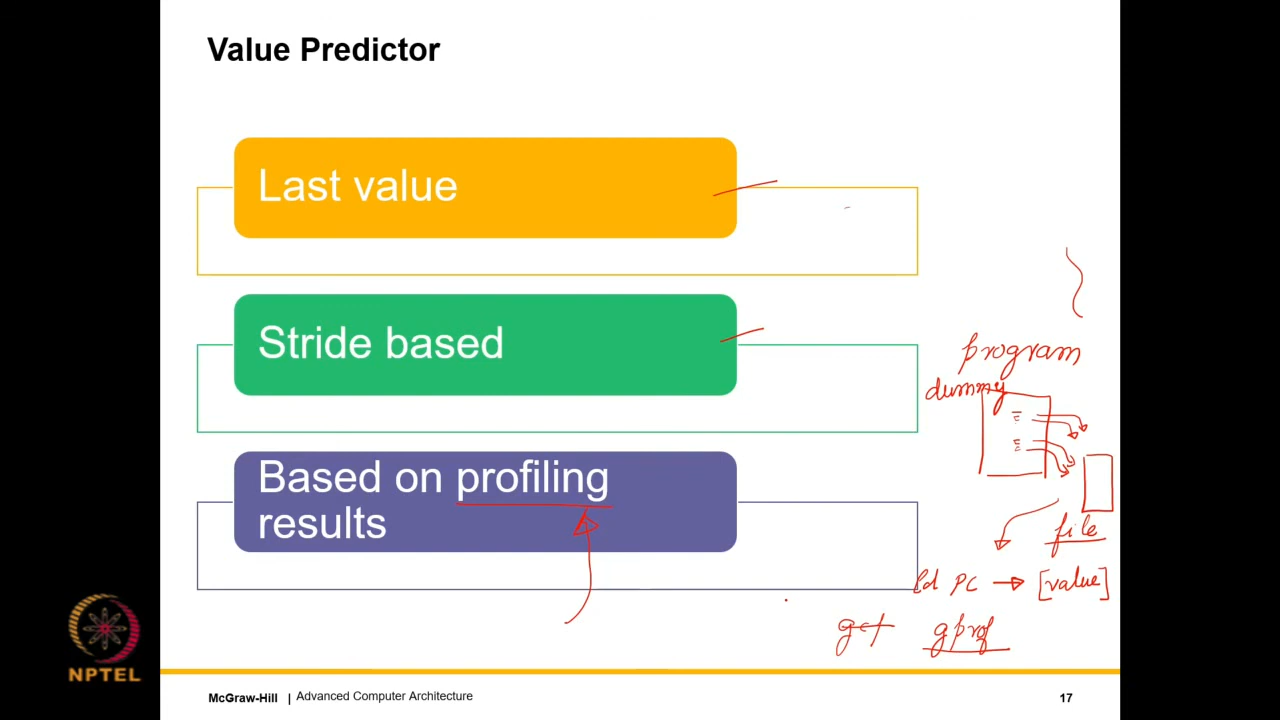 Value Predictor
Last value
Stride based
Based on profiling
results
program
dummy
file
ld PC → [value]
get gprof
NPTEL
McGraw-Hill | Advanced Computer Architecture
17